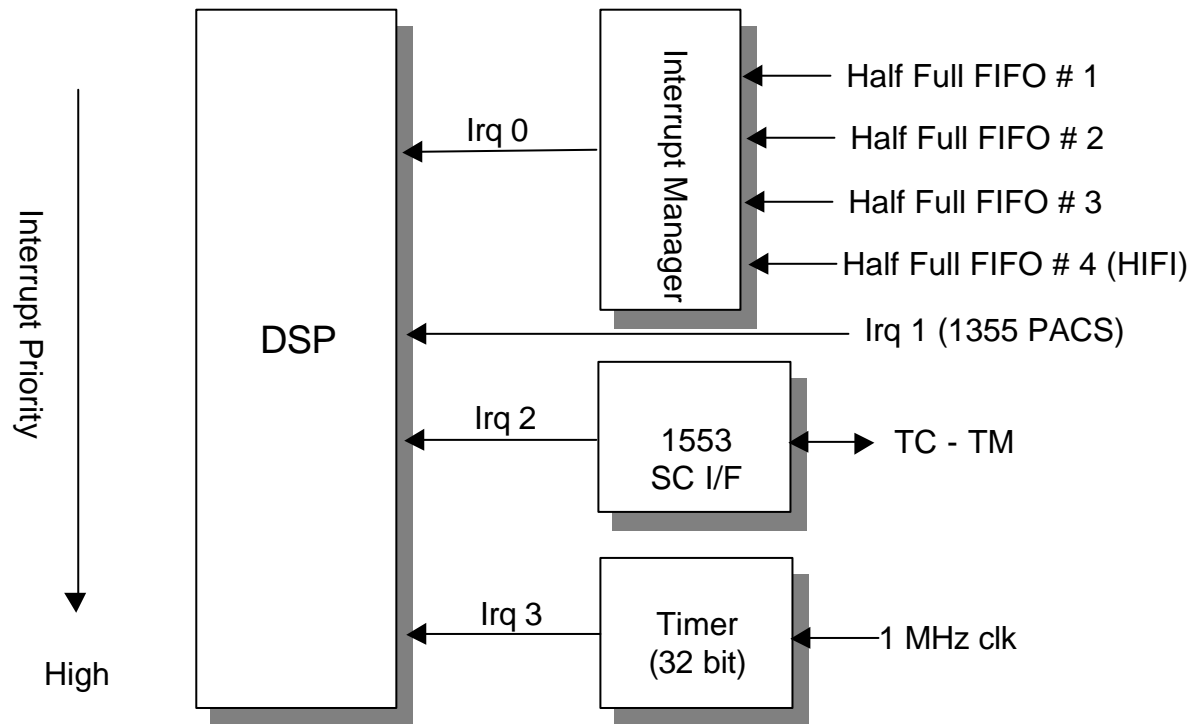 Interrupt Priority
High
DSP
Irq 0
Interrupt Manager
Half Full FIFO # 1
Half Full FIFO # 2
Half Full FIFO # 3
Half Full FIFO # 4 (HIFI)
Irq 1 (1355 PACS)
Irq 2
1553
SC I/F
TC - TM
Irq 3
Timer
(32 bit)
1 MHz clk